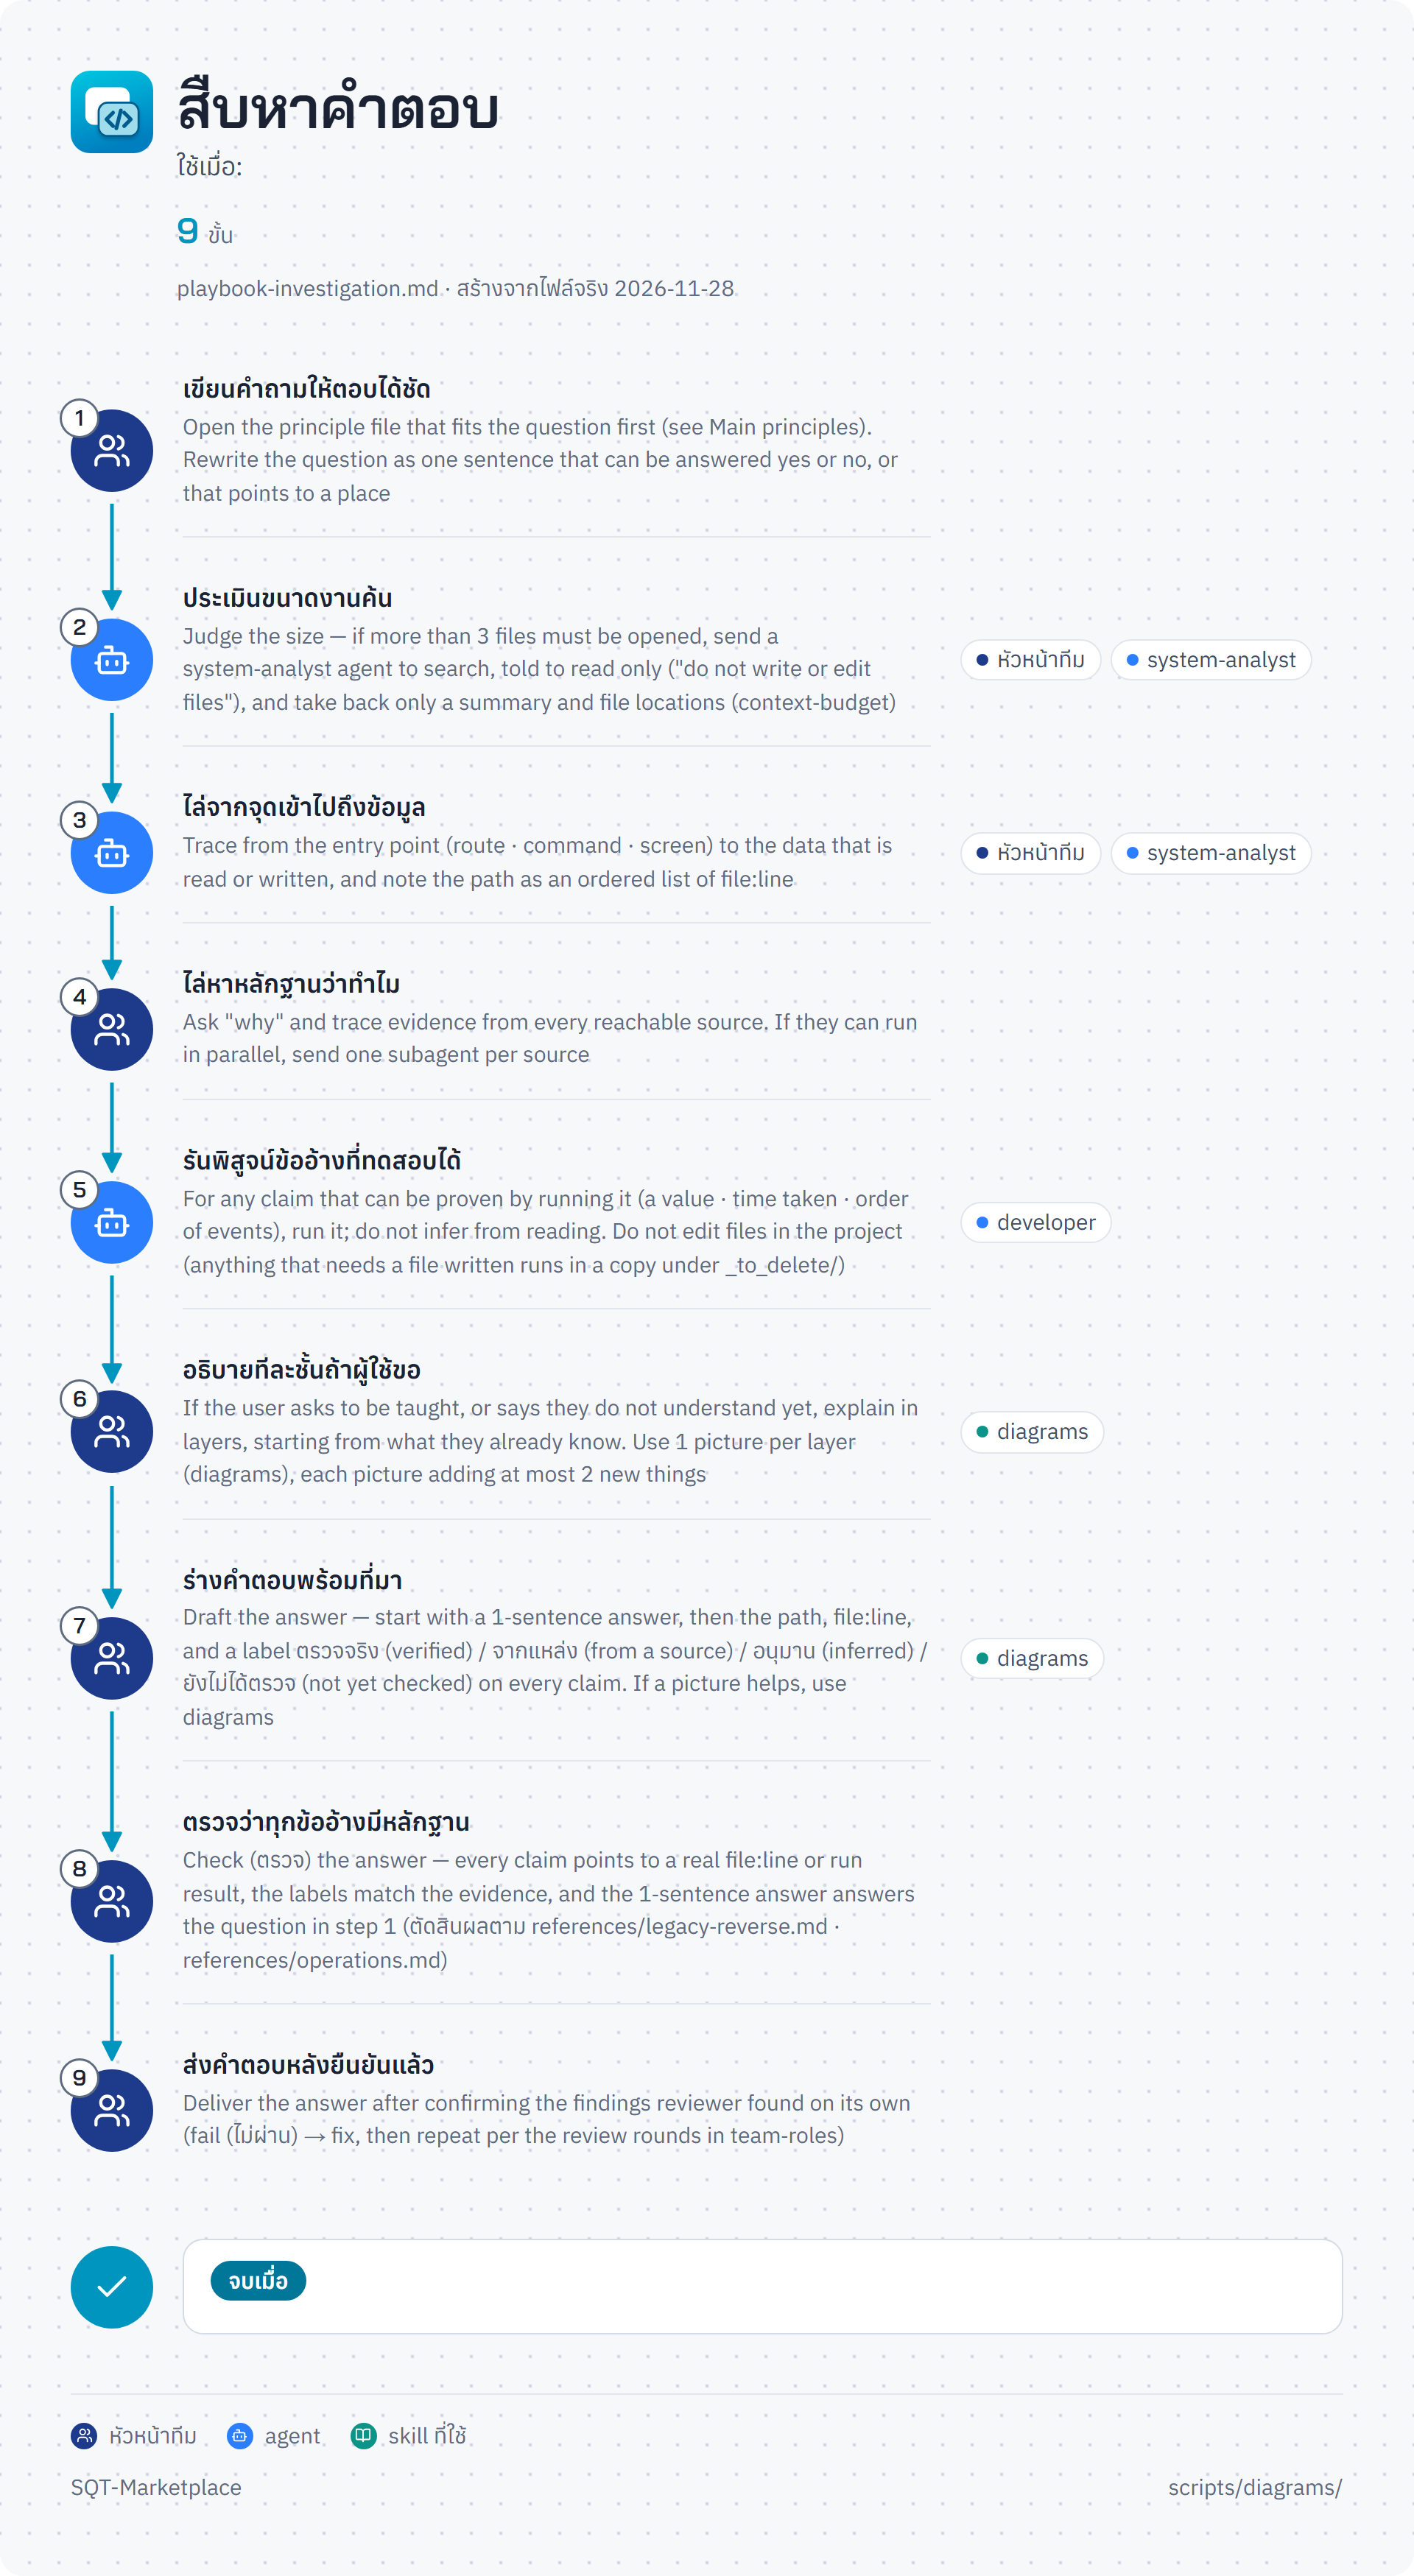 สืบหาคำตอบ
ใช้เมื่อ:
9 ขั้น
playbook-investigation.md · สร้างจากไฟล์จริง 2026-11-28
1
เขียนคำถามให้ตอบได้ชัด
Open the principle file that fits the question first (see Main principles).
Rewrite the question as one sentence that can be answered yes or no, or
that points to a place
2
ประเมินขนาดงานค้น
Judge the size — if more than 3 files must be opened, send a
system-analyst agent to search, told to read only ("do not write or edit
files"), and take back only a summary and file locations (context-budget)
หัวหน้าทีม
system-analyst
3
ไล่จากจุดเข้าไปถึงข้อมูล
Trace from the entry point (route · command · screen) to the data that is
read or written, and note the path as an ordered list of file:line
หัวหน้าทีม
system-analyst
4
ไล่หาหลักฐานว่าทำไม
Ask "why" and trace evidence from every reachable source. If they can run
in parallel, send one subagent per source
5
รันพิสูจน์ข้ออ้างที่ทดสอบได้
For any claim that can be proven by running it (a value · time taken · order
of events), run it; do not infer from reading. Do not edit files in the project
(anything that needs a file written runs in a copy under _to_delete/)
developer
6
อธิบายทีละชั้นถ้าผู้ใช้ขอ
If the user asks to be taught, or says they do not understand yet, explain in
layers, starting from what they already know. Use 1 picture per layer
(diagrams), each picture adding at most 2 new things
diagrams
7
ร่างคำตอบพร้อมที่มา
Draft the answer — start with a 1-sentence answer, then the path, file:line,
and a label ตรวจจริง (verified) / จากแหล่ง (from a source) / อนุมาน (inferred) /
ยังไม่ได้ตรวจ (not yet checked) on every claim. If a picture helps, use
diagrams
diagrams
8
ตรวจว่าทุกข้ออ้างมีหลักฐาน
Check (ตรวจ) the answer — every claim points to a real file:line or run
result, the labels match the evidence, and the 1-sentence answer answers
the question in step 1 (ตัดสินผลตาม references/legacy-reverse.md ·
references/operations.md)
9
ส่งคำตอบหลังยืนยันแล้ว
Deliver the answer after confirming the findings reviewer found on its own
(fail (ไม่ผ่าน) → fix, then repeat per the review rounds in team-roles)
จบเมื่อ
หัวหน้าทีม
agent
skill ที่ใช้
SQT-Marketplace
scripts/diagrams/